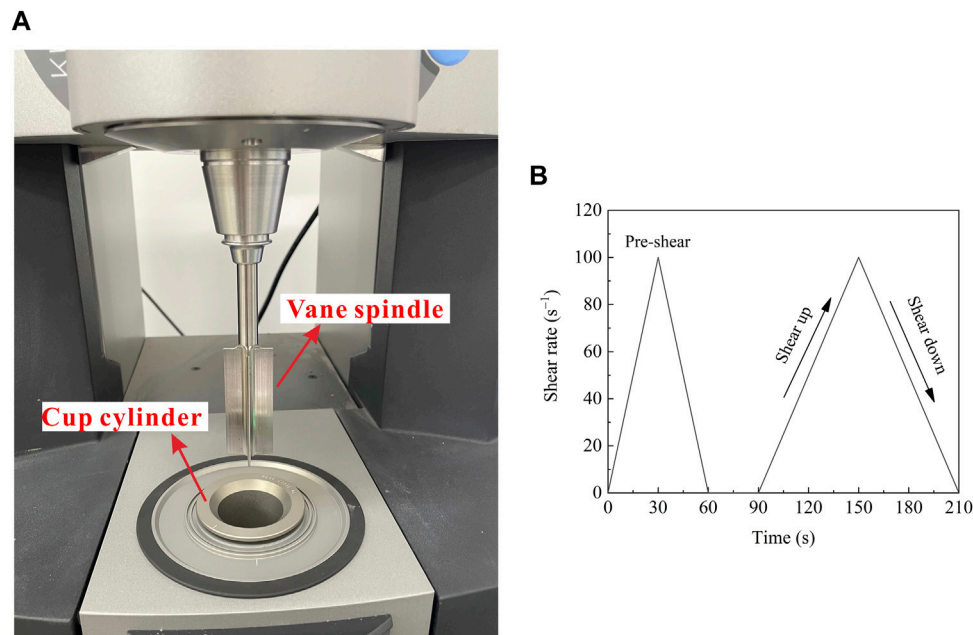 A
Vane spindle
Cup cylinder
B
120
100
80
60
40
20
0
Shear rate (s⁻¹)
Pre-shear
Shear up
Shear down
0 30 60 90 120 150 180 210
Time (s)